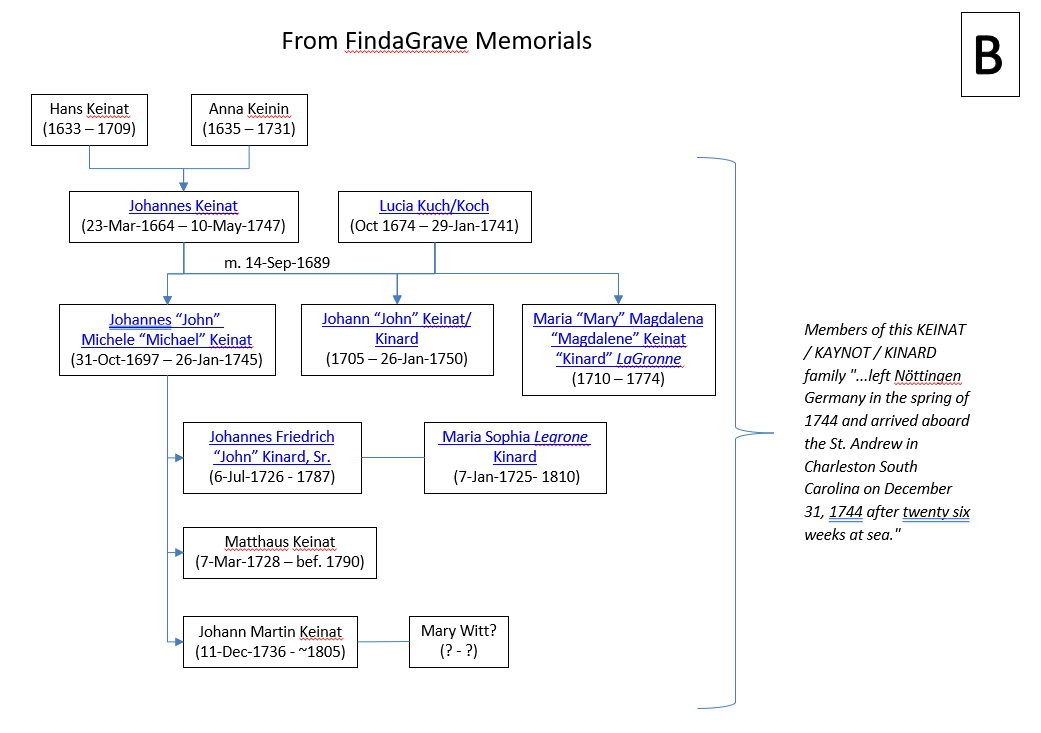 From FindaGrave Memorials
B
Hans Keinat
(1633 – 1709)
Anna Keinin
(1635 – 1731)
Johannes Keinat
(23-Mar-1664 – 10-May-1747)
Lucia Kuch/Koch
(Oct 1674 – 29-Jan-1741)
m. 14-Sep-1689
Johannes “John”
Michele “Michael” Keinat
(31-Oct-1697 – 26-Jan-1745)
Johann “John” Keinat/
Kinard
(1705 – 26-Jan-1750)
Maria “Mary” Magdalena
“Magdalene” Keinat
“Kinard” LaGronne
(1710 – 1774)
Johannes Friedrich
“John” Kinard, Sr.
(6-Jul-1726 - 1787)
Maria Sophia Legrone
Kinard
(7-Jan-1725- 1810)
Matthaus Keinat
(7-Mar-1728 – bef. 1790)
Johann Martin Keinat
(11-Dec-1736 - ~1805)
Mary Witt?
(? - ?)
Members of this KEINAT
/ KAYNOT / KINARD
family "...left Nöttingen
Germany in the spring of
1744 and arrived aboard
the St. Andrew in
Charleston South
Carolina on December
31, 1744 after twenty six
weeks at sea."